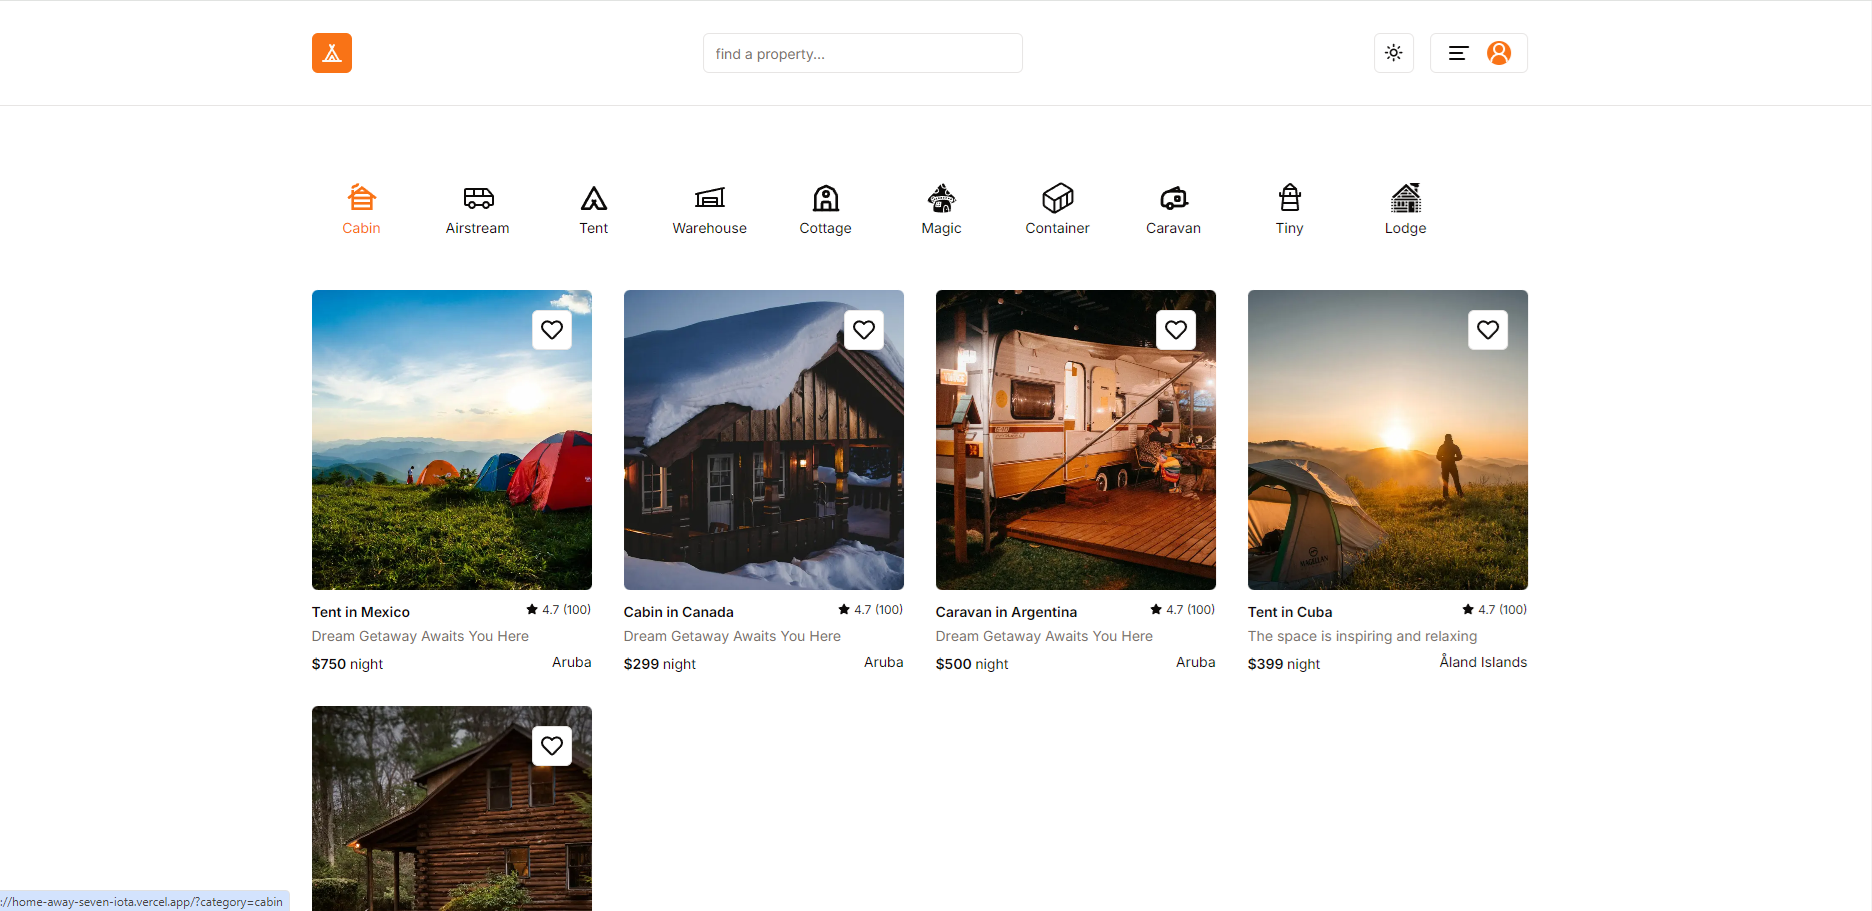 find a property...
Cabin
Airstream
Tent
Warehouse
Cottage
Magic
Container
Caravan
Tiny
Lodge
Tent in Mexico
4.7 (100)
Dream Getaway Awaits You Here
$750 night
Aruba
Cabin in Canada
4.7 (100)
Dream Getaway Awaits You Here
$299 night
Aruba
Caravan in Argentina
4.7 (100)
Dream Getaway Awaits You Here
$500 night
Aruba
MAGELLAN
Tent in Cuba
4.7 (100)
The space is inspiring and relaxing
$399 night
Åland Islands
://home-away-seven-iota.vercel.app/?category=cabin